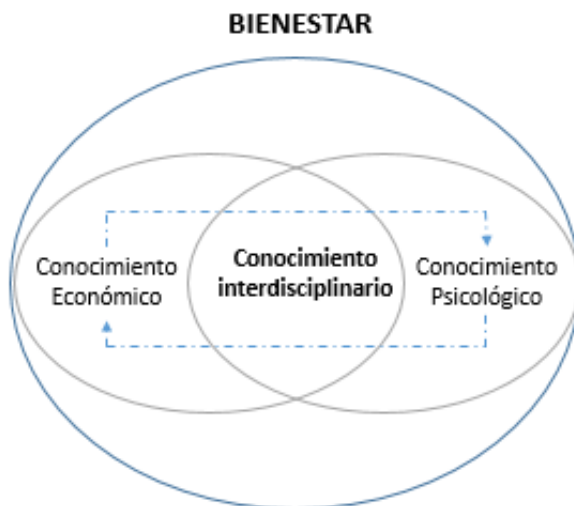 BIENESTAR
Conocimiento
Económico
Conocimiento
interdisciplinario
Conocimiento
Psicológico